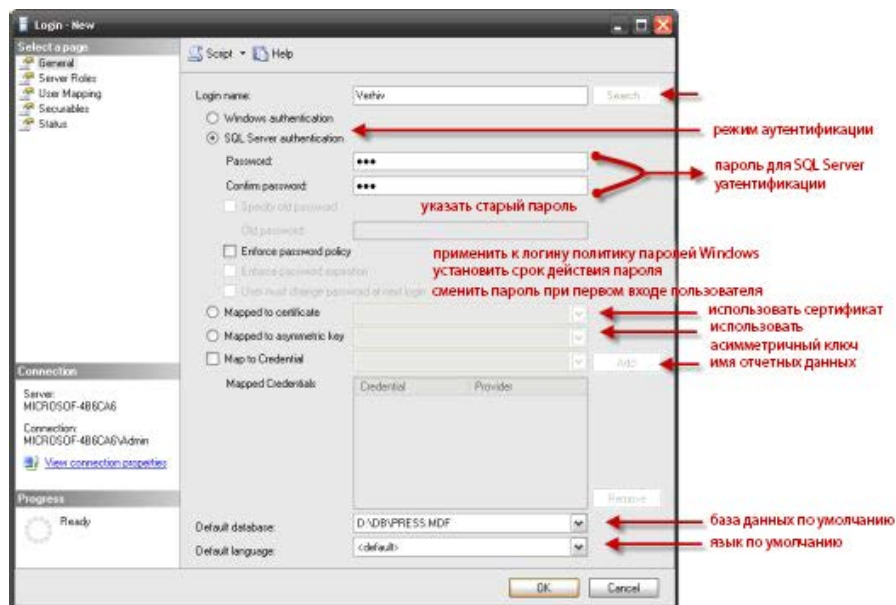 Login - New
Select a page
General
Server Roles
User Mapping
Securables
Status
Script Help
Login name: Verhiv Search...
Windows authentication
SQL Server authentication
режим аутентификации
Password: •••
Confirm password: •••
пароль для SQL Server
уатентификации
Specify old password
указать старый пароль
Old password:
Enforce password policy
применить к логину политику паролей Windows
Enforce password expiration
установить срок действия пароля
User must change password at next login
сменить пароль при первом входе пользователя
Mapped to certificate
использовать сертификат
Mapped to asymmetric key
использовать
асимметричный ключ
Map to Credential Add
имя отчетных данных
Mapped Credentials
Credential Provider
Remove
Connection
Server:
MICROSOF-4B6CA6
Connection:
MICROSOF-4B6CA6\Admin
View connection properties
Progress
Ready
Default database: D:\DB\PRESS.MDF
база данных по умолчанию
Default language: <default>
язык по умолчанию
OK Cancel